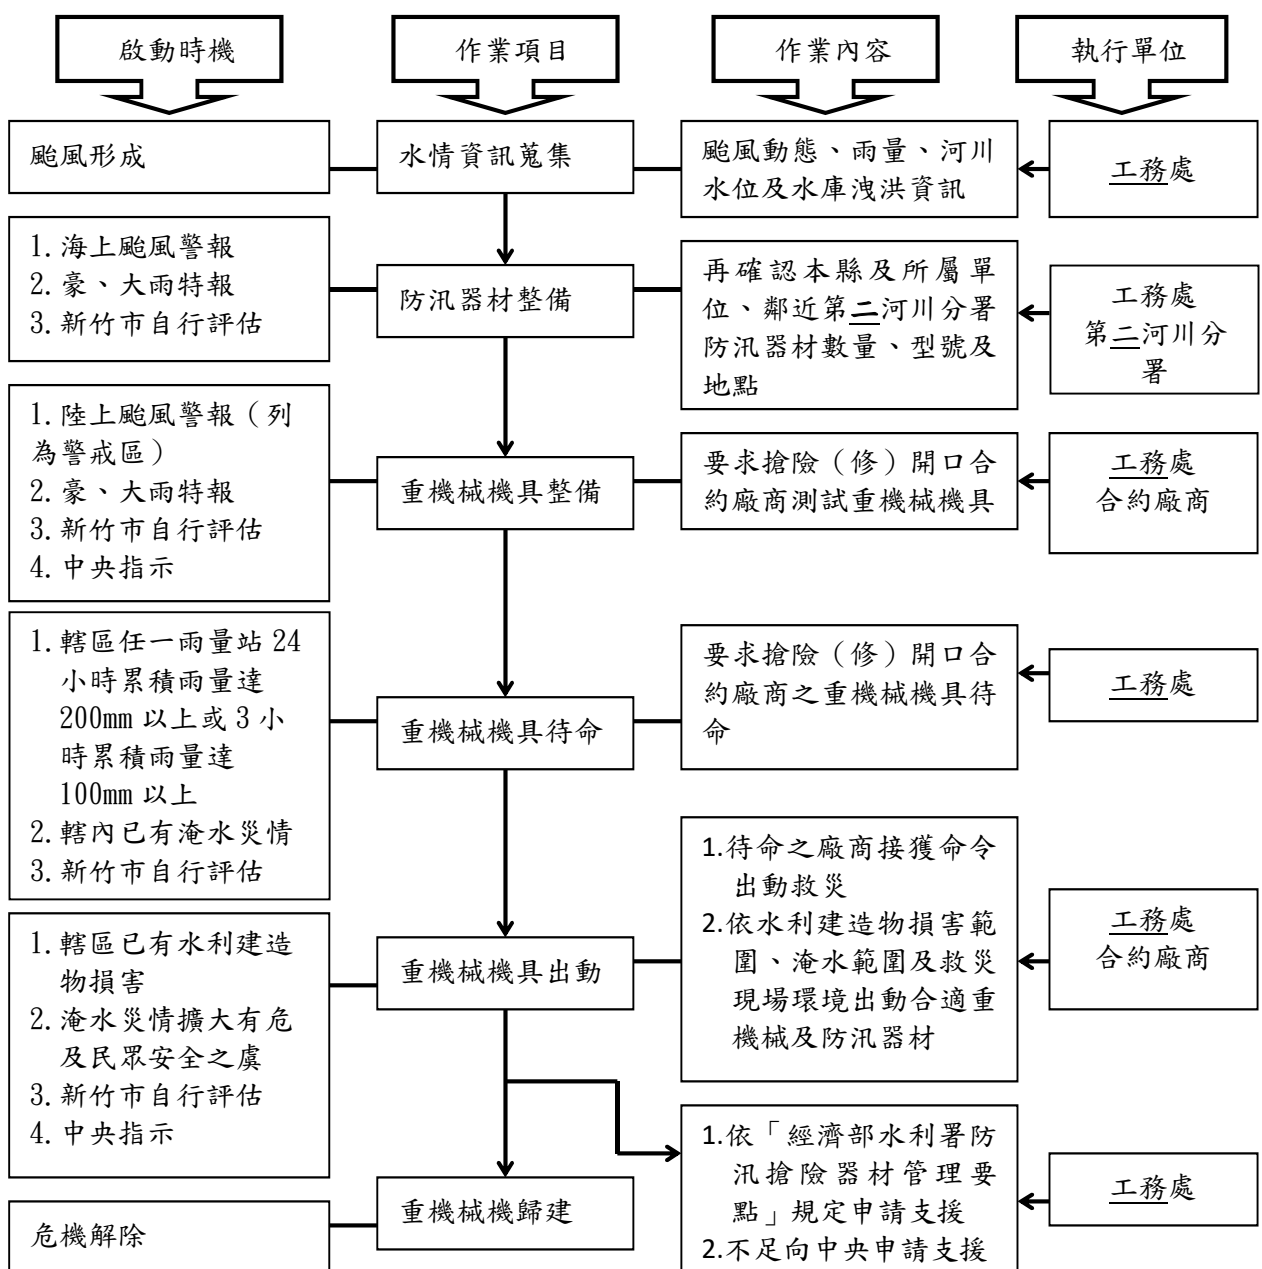 啟動時機
作業項目
作業內容
執行單位
颱風形成
水情資訊蒐集
颱風動態、雨量、河川
水位及水庫洩洪資訊
工務處
1.海上颱風警報
2.豪、大雨特報
3.新竹市自行評估
防汛器材整備
再確認本縣及所屬單
位、鄰近第二河川分署
防汛器材數量、型號及
地點
工務處
第二河川分
署
1.陸上颱風警報（列
為警戒區）
2.豪、大雨特報
3.新竹市自行評估
4.中央指示
重機械機具整備
要求搶險（修）開口合
約廠商測試重機械機具
工務處
合約廠商
1.轄區任一雨量站 24
小時累積雨量達
200mm 以上或 3 小
時累積雨量達
100mm 以上
2.轄內已有淹水災情
3.新竹市自行評估
重機械機具待命
要求搶險（修）開口合
約廠商之重機械機具待
命
工務處
1.轄區已有水利建造
物損害
2.淹水災情擴大有危
及民眾安全之虞
3.新竹市自行評估
4.中央指示
重機械機具出動
1.待命之廠商接獲命令
出動救災
2.依水利建造物損害範
圍、淹水範圍及救災
現場環境出動合適重
機械及防汛器材
工務處
合約廠商
危機解除
重機械機歸建
1.依「經濟部水利署防
汛搶險器材管理要
點」規定申請支援
2.不足向中央申請支援
工務處